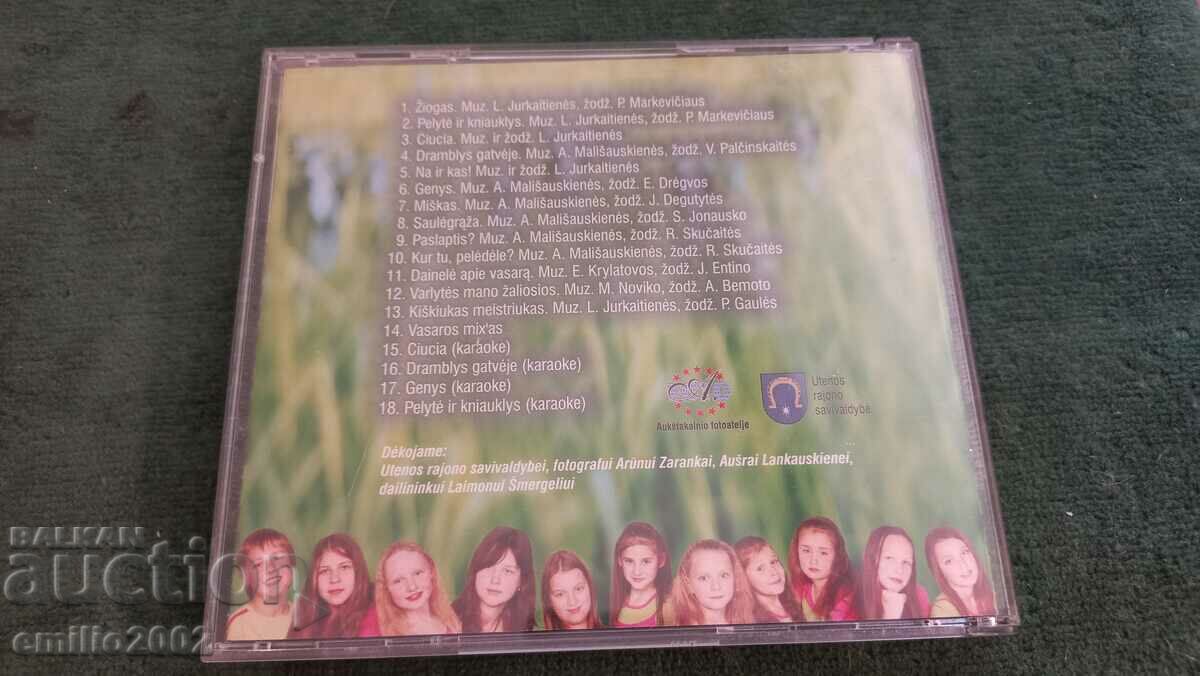 1. Žiogas. Muz. L. Jurkaitienės, žodž. P. Markevičiaus
2. Pelytė ir kniauklys. Muz. L. Jurkaitienės, žodž. P. Markevičiaus
3. Ciucia. Muz. ir žodž. L. Jurkaitienės
4. Dramblys gatvėje. Muz. A. Mališauskienės, žodž. V. Palčinskaitės
5. Na ir kas! Muz. ir žodž. L. Jurkaitienės
6. Genys. Muz. A. Mališauskienės, žodž. E. Drėgvos
7. Miškas. Muz. A. Mališauskienės, žodž. J. Degutytės
8. Saulėgrąža. Muz. A. Mališauskienės, žodž. S. Jonausko
9. Paslaptis? Muz. A. Mališauskienės, žodž. R. Skučaitės
10. Kur tu, pelėdėle? Muz. A. Mališauskienės, žodž. R. Skučaitės
11. Dainelė apie vasarą. Muz. E. Krylatovos, žodž. J. Entino
12. Varlytės mano žaliosios. Muz. M. Noviko, žodž. A. Bemoto
13. Kiškiukas meistriukas. Muz. L. Jurkaitienės, žodž. P. Gaulės
14. Vasaros mix'as
15. Ciucia (karaoke)
16. Dramblys gatvėje (karaoke)
17. Genys (karaoke)
18. Pelytė ir kniauklys (karaoke)
Aukštakalnio fotoatelje
Utenos
rajono
savivaldybė
Dėkojame:
Utenos rajono savivaldybei, fotografui Arūnui Zarankai, Aušrai Lankauskienei,
dailininkui Laimonui Šmergeliui
BALKAN
auction
emilio2002